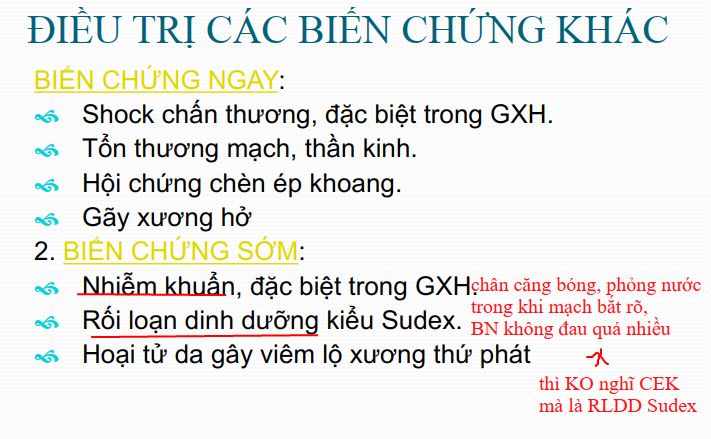 ĐIỀU TRỊ CÁC BIẾN CHỨNG KHÁC
BIẾN CHỨNG NGAY:
Shock chấn thương, đặc biệt trong GXH.
Tổn thương mạch, thần kinh.
Hội chứng chèn ép khoang.
Gãy xương hở
2. BIẾN CHỨNG SỚM:
Nhiễm khuẩn, đặc biệt trong GXH
Rối loạn dinh dưỡng kiểu Sudex.
Hoại tử da gây viêm lộ xương thứ phát
chân căng bóng, phỏng nước
trong khi mạch bắt rõ,
BN không đau quá nhiều
thì KO nghĩ CEK
mà là RLDD Sudex